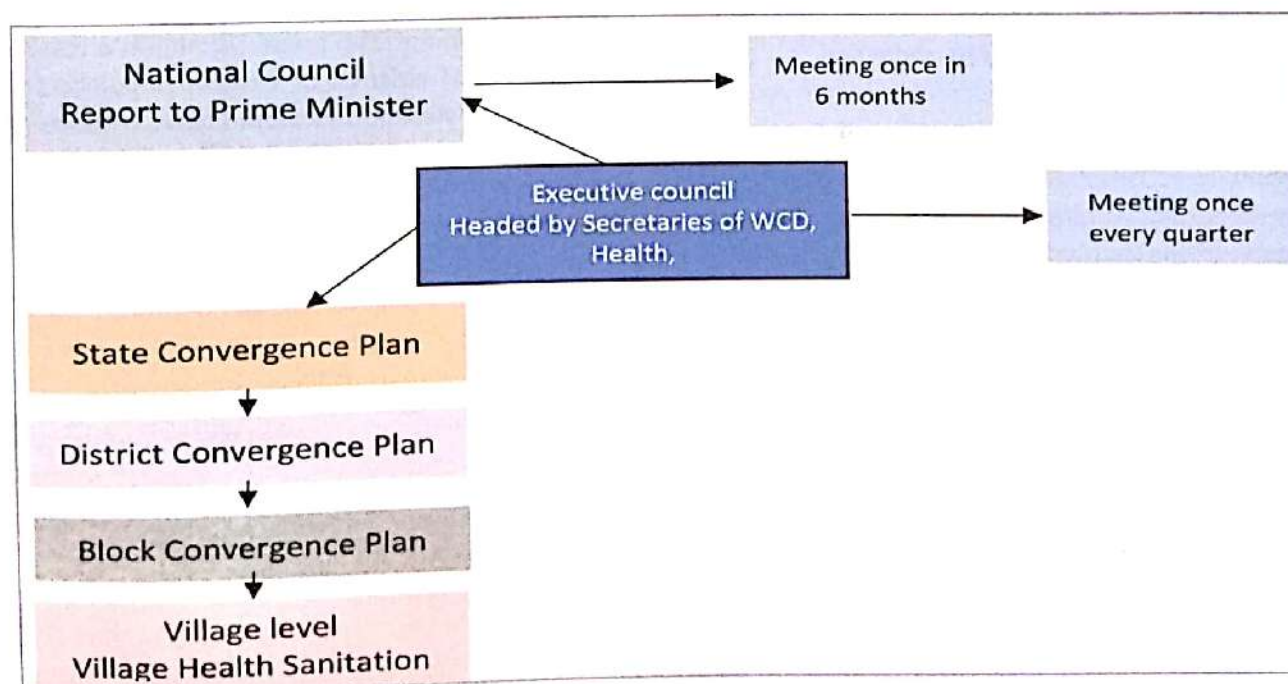 National Council
Report to Prime Minister
Meeting once in
6 months
Executive council
Headed by Secretaries of WCD,
Health,
Meeting once
every quarter
State Convergence Plan
District Convergence Plan
Block Convergence Plan
Village level
Village Health Sanitation